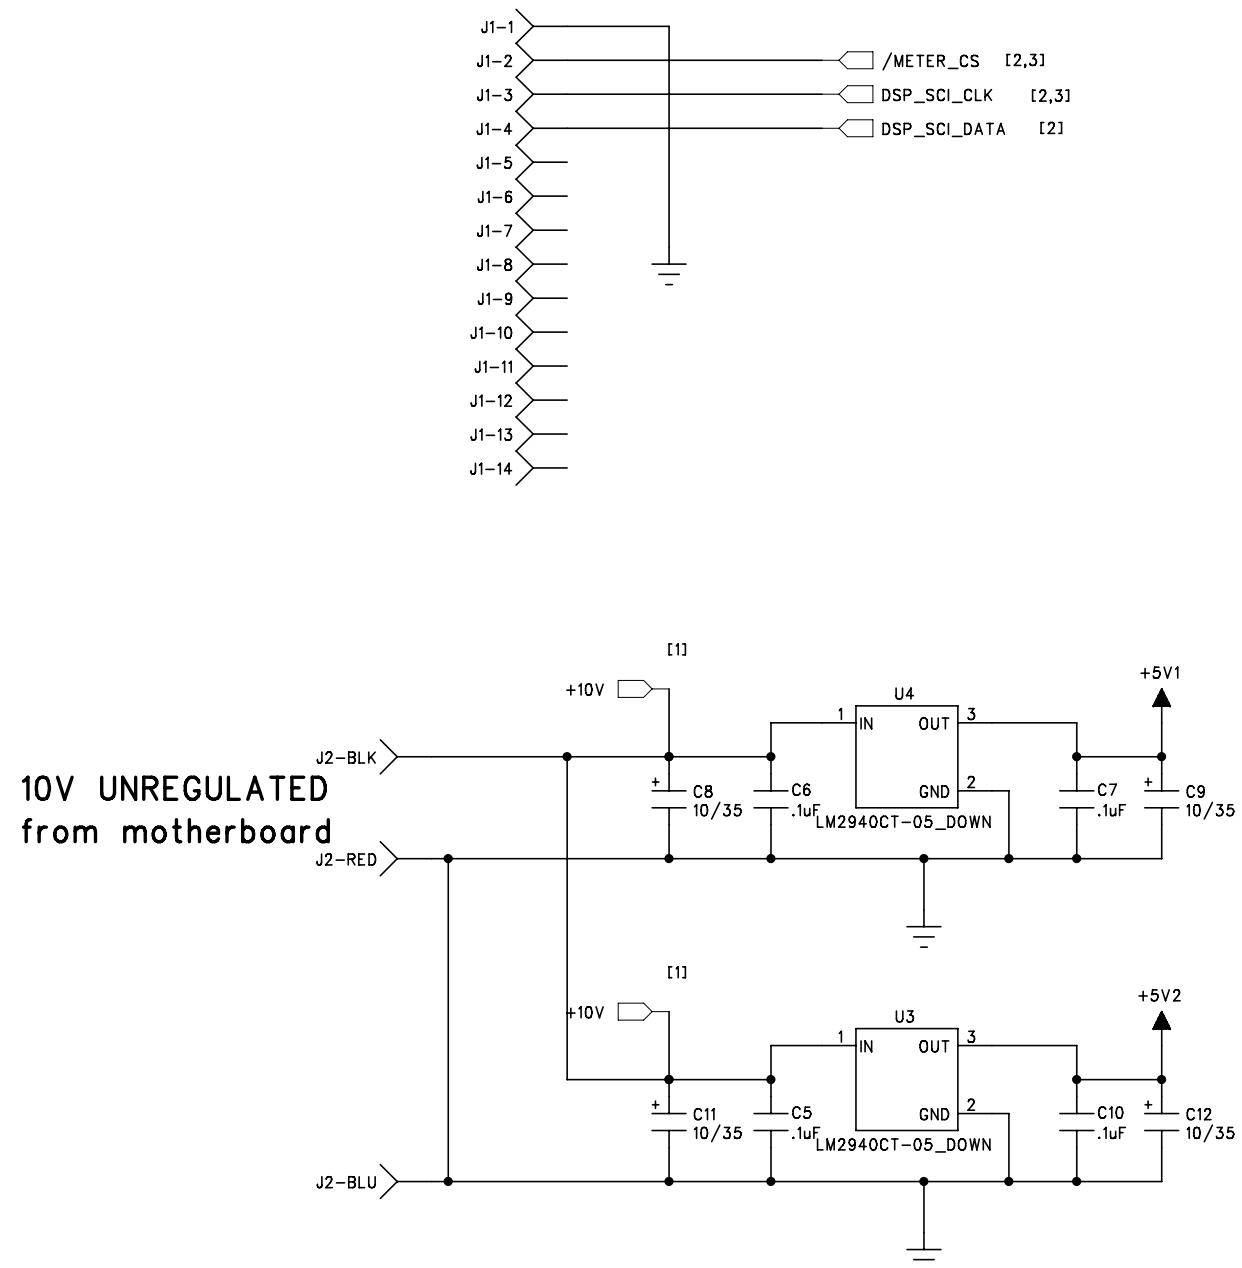 J1-1
J1-2 /METER_CS [2,3]
J1-3 DSP_SCI_CLK [2,3]
J1-4 DSP_SCI_DATA [2]
J1-5
J1-6
J1-7
J1-8
J1-9
J1-10
J1-11
J1-12
J1-13
J1-14
[1]
+5V1
+10V U4
1 IN OUT 3
J2-BLK
10V UNREGULATED
from motherboard
+ C8 10/35
C6 .1uF
GND 2
C7 .1uF
+ C9 10/35
LM2940CT-05_DOWN
J2-RED
[1]
+5V2
+10V U3
1 IN OUT 3
+ C11 10/35
C5 .1uF
GND 2
C10 .1uF
+ C12 10/35
LM2940CT-05_DOWN
J2-BLU